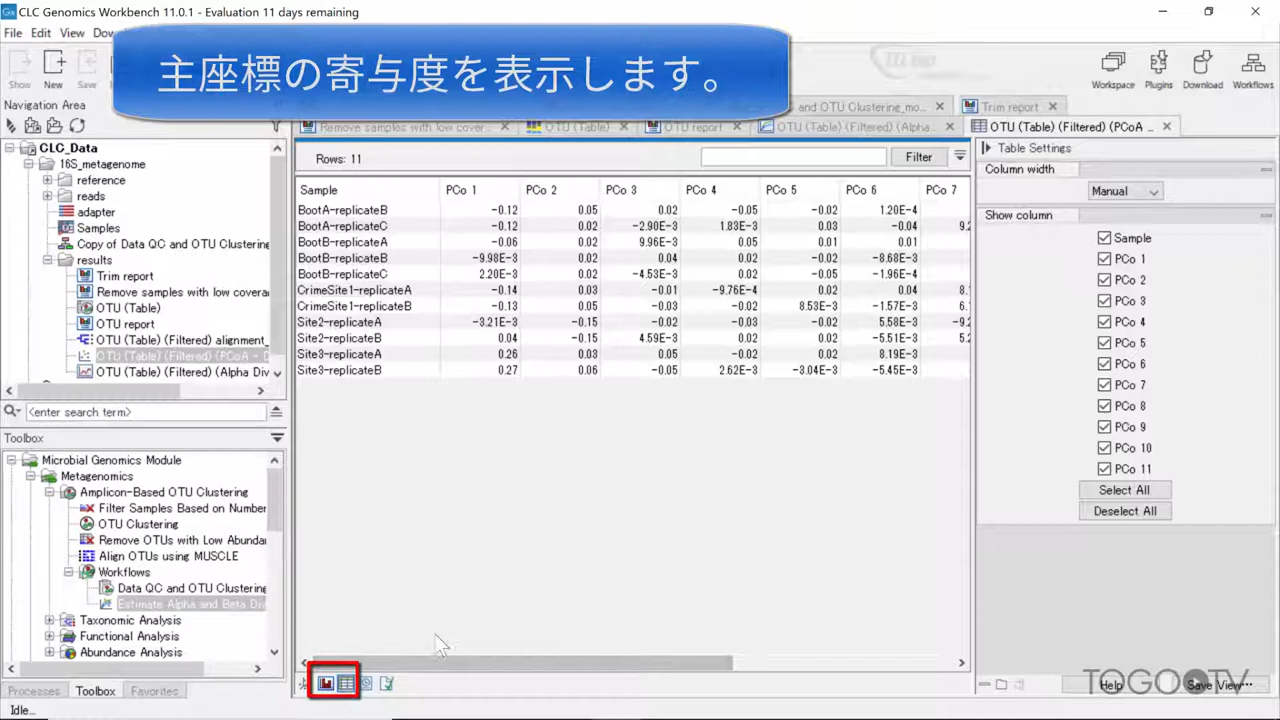 CLC Genomics Workbench 11.0.1 - Evaluation 11 days remaining
File Edit View
主座標の寄与度を表示します。
Show New Save
Workspace Plugins Download Workflows
Navigation Area
and OTU Clustering_mo...
Trim report
Remove samples with low cover...
OTU (Table)
OTU report
OTU (Table) (Filtered) (Alpha
OTU (Table) (Filtered) (PCoA ...
CLC_Data
16S_metagenome
reference
reads
adapter
Samples
Copy of Data QC and OTU Clustering
results
Trim report
Remove samples with low covera
OTU (Table)
OTU report
OTU (Table) (Filtered) alignment_
OTU (Table) (Filtered) (PCoA - D
OTU (Table) (Filtered) (Alpha Div
<enter search term>
Toolbox
Microbial Genomics Module
Metagenomics
Amplicon-Based OTU Clustering
Filter Samples Based on Number
OTU Clustering
Remove OTUs with Low Abunda
Align OTUs using MUSCLE
Workflows
Data QC and OTU Clustering
Estimate Alpha and Beta Div
Taxonomic Analysis
Functional Analysis
Abundance Analysis
Processes Toolbox Favorites
Idle...
Rows: 11
Filter
Sample PCo 1 PCo 2 PCo 3 PCo 4 PCo 5 PCo 6 PCo 7
BootA-replicateB -0.12 0.05 0.02 -0.05 -0.02 1.20E-4
BootA-replicateC -0.12 0.02 -2.90E-3 1.83E-3 0.03 -0.04 9.2
BootB-replicateA -0.06 0.02 9.96E-3 0.05 0.01 0.01
BootB-replicateB -9.98E-3 0.02 0.04 0.02 -0.02 -8.68E-3
BootB-replicateC 2.20E-3 0.02 -4.53E-3 0.02 -0.05 -1.96E-4
CrimeSite1-replicateA -0.14 0.03 -0.01 -9.76E-4 0.02 0.04 8.
CrimeSite1-replicateB -0.13 0.05 -0.03 -0.02 8.53E-3 -1.57E-3 6.
Site2-replicateA -3.21E-3 -0.15 -0.02 -0.03 -0.02 5.58E-3 -9.2
Site2-replicateB 0.04 -0.15 4.59E-3 0.02 0.02 -5.51E-3 5.2
Site3-replicateA 0.26 0.03 0.05 -0.02 0.02 8.19E-3
Site3-replicateB 0.27 0.06 -0.05 2.62E-3 -3.04E-3 -5.45E-3
Table Settings
Column width
Manual
Show column
Sample
PCo 1
PCo 2
PCo 3
PCo 4
PCo 5
PCo 6
PCo 7
PCo 8
PCo 9
PCo 10
PCo 11
Select All
Deselect All
Help Save View...
TOGO TV